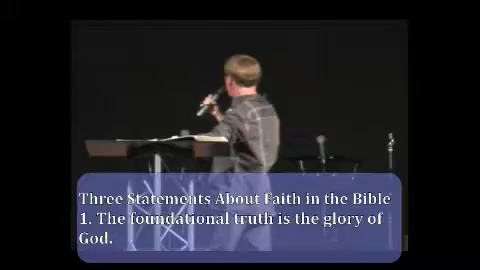 Three Statements About Faith in the Bible
1. The foundational truth is the glory of
God.